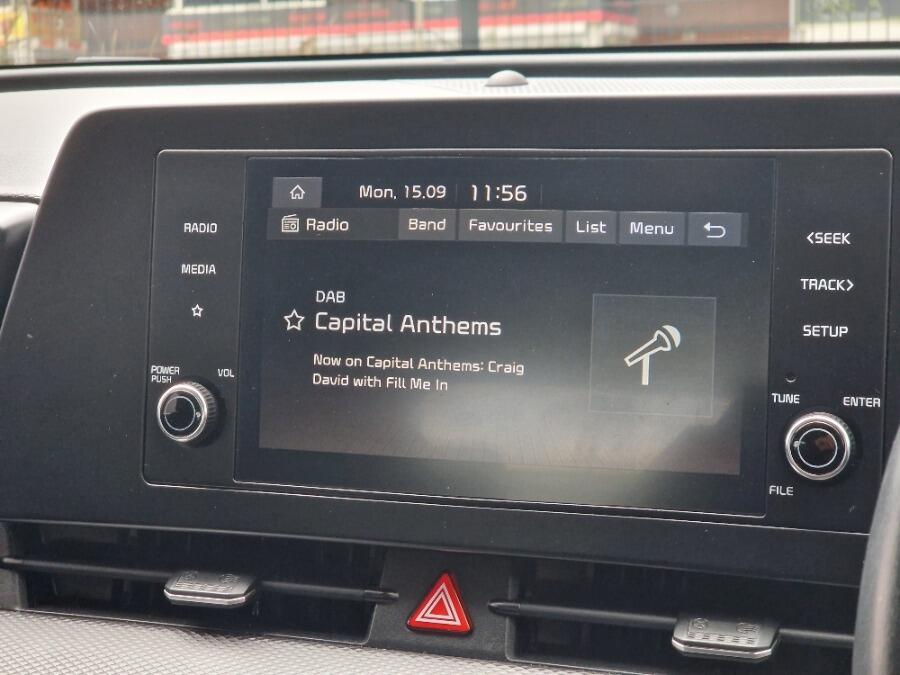 Mon, 15.09 11:56
Radio Band Favourites List Menu
RADIO
MEDIA
POWER
PUSH
VOL
DAB
Capital Anthems
Now on Capital Anthems: Craig
David with Fill Me In
<SEEK
TRACK>
SETUP
TUNE
ENTER
FILE